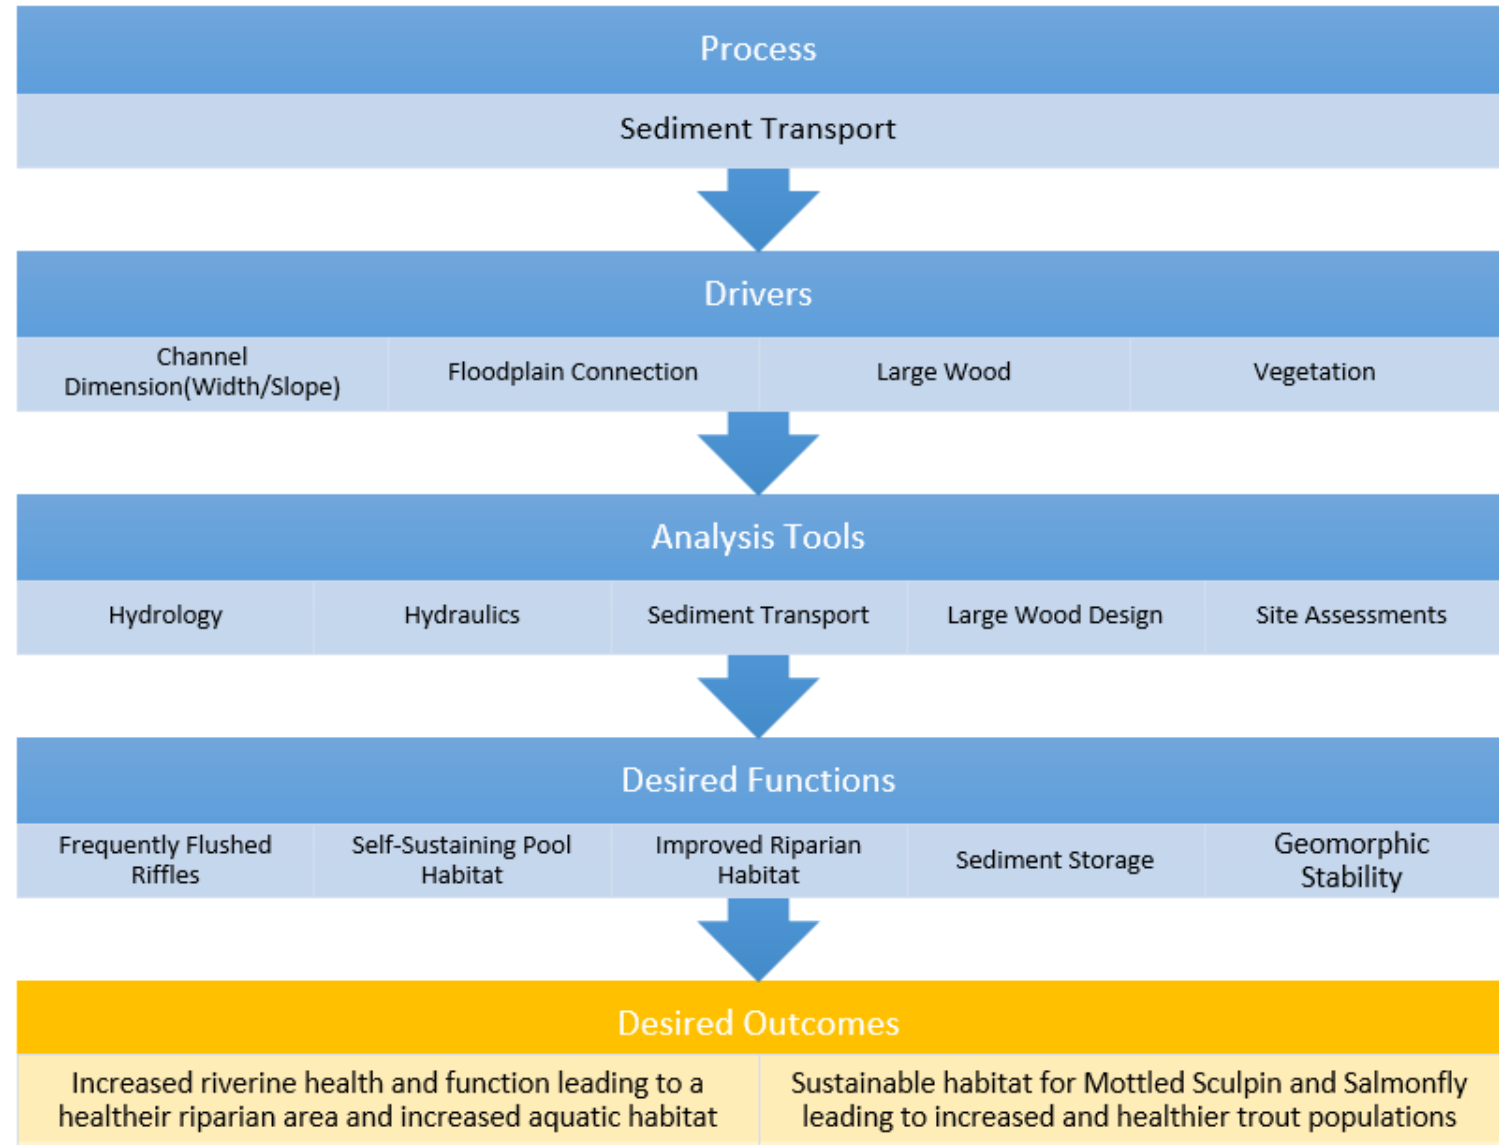 Process
Sediment Transport
Drivers
Channel
Dimension(Width/Slope)
Floodplain Connection
Large Wood
Vegetation
Analysis Tools
Hydrology
Hydraulics
Sediment Transport
Large Wood Design
Site Assessments
Desired Functions
Frequently Flushed
Riffles
Self-Sustaining Pool
Habitat
Improved Riparian
Habitat
Sediment Storage
Geomorphic
Stability
Desired Outcomes
Increased riverine health and function leading to a
healtheir riparian area and increased aquatic habitat
Sustainable habitat for Mottled Sculpin and Salmonfly
leading to increased and healthier trout populations